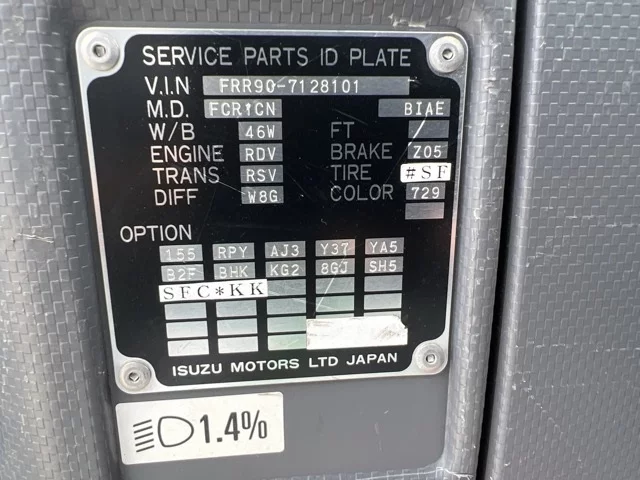 SERVICE PARTS ID PLATE
V.I.N FRR90-7128101
M.D. FCR1CN BIAE
W/B 46W FT /
ENGINE RDV BRAKE Z05
TRANS RSV TIRE #SF
DIFF W8G COLOR 729
OPTION
155 RPY AJ3 Y37 YA5
B2F BHK KG2 8GJ SH5
SFC*KK
ISUZU MOTORS LTD JAPAN
1.4%